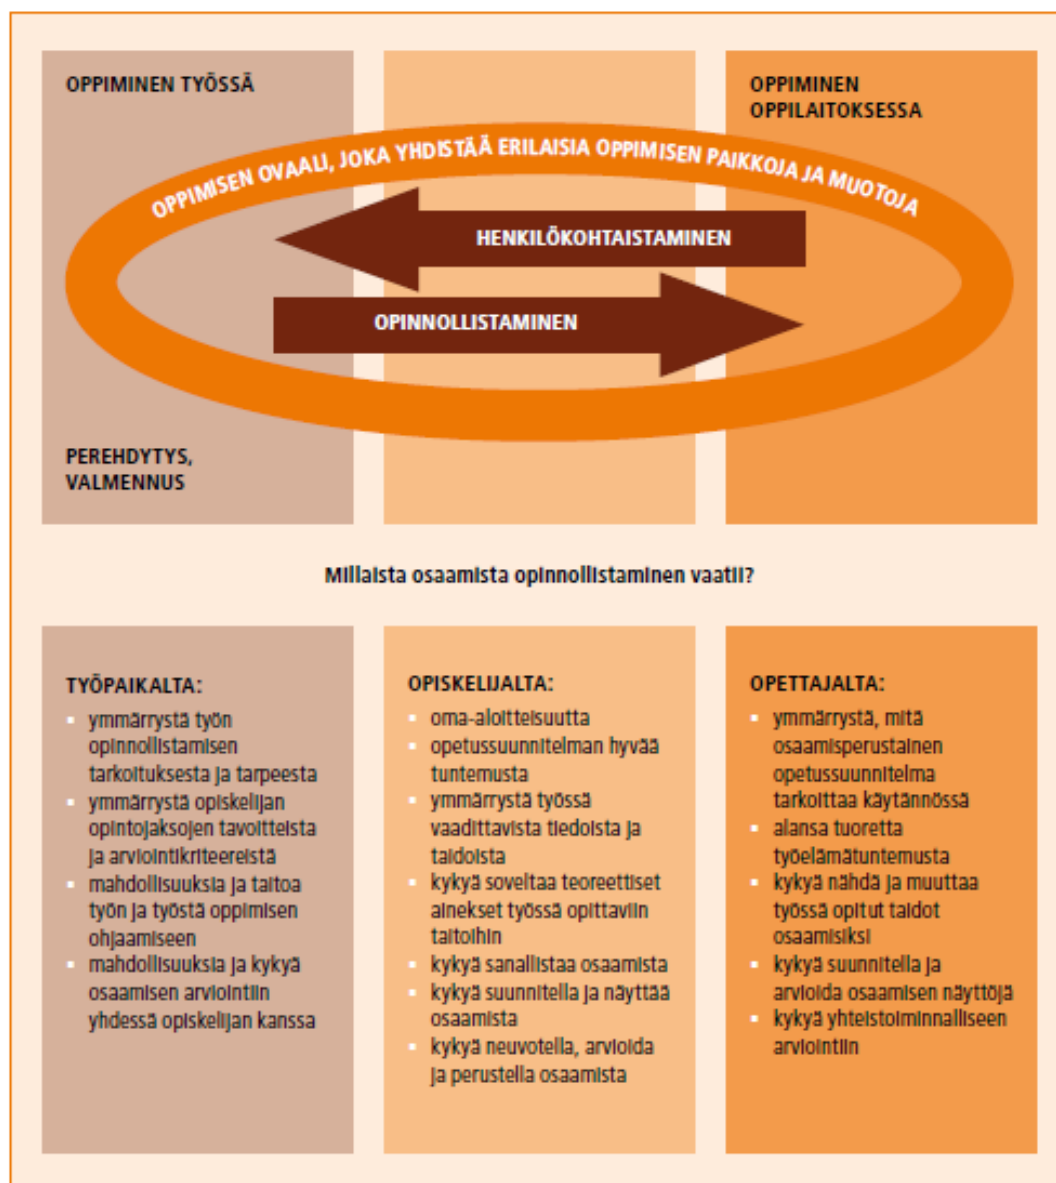 OPPIMINEN TYÖSSÄ
OPPIMINEN
OPPILAITOKSESSA
OPPIMISEN OVAALI, JOKA YHDISTÄÄ ERILAISIA OPPIMISEN PAIKKOJA JA MUOTOJA
HENKILÖKOHTAISTAMINEN
OPINNOLLISTAMINEN
PEREHDYTYS,
VALMENNUS
Millaista osaamista opinnollistaminen vaatii?
TYÖPAIKALTA:
▪ ymmärrystä työn
opinnollistamisen
tarkoituksesta ja tarpeesta
▪ ymmärrystä opiskelijan
opintojaksojen tavoitteista
ja arviointikriteereistä
▪ mahdollisuuksia ja taitoa
työn ja työstä oppimisen
ohjaamiseen
▪ mahdollisuuksia ja kykyä
osaamisen arviointiin
yhdessä opiskelijan kanssa
OPISKELIJALTA:
▪ oma-aloitteisuutta
▪ opetussuunnitelman hyvää
tuntemusta
▪ ymmärrystä työssä
vaadittavista tiedoista ja
taidoista
▪ kykyä soveltaa teoreettiset
ainekset työssä opittaviin
taitoihin
▪ kykyä sanallistaa osaamista
▪ kykyä suunnitella ja näyttää
osaamista
▪ kykyä neuvotella, arvioida
ja perustella osaamista
OPETTAJALTA:
▪ ymmärrystä, mitä
osaamisperustainen
opetussuunnitelma
tarkoittaa käytännössä
▪ alansa tuoretta
työelämätuntemusta
▪ kykyä nähdä ja muuttaa
työssä opitut taidot
osaamisiksi
▪ kykyä suunnitella ja
arvioida osaamisen näyttöjä
▪ kykyä yhteistoiminnalliseen
arviointiin